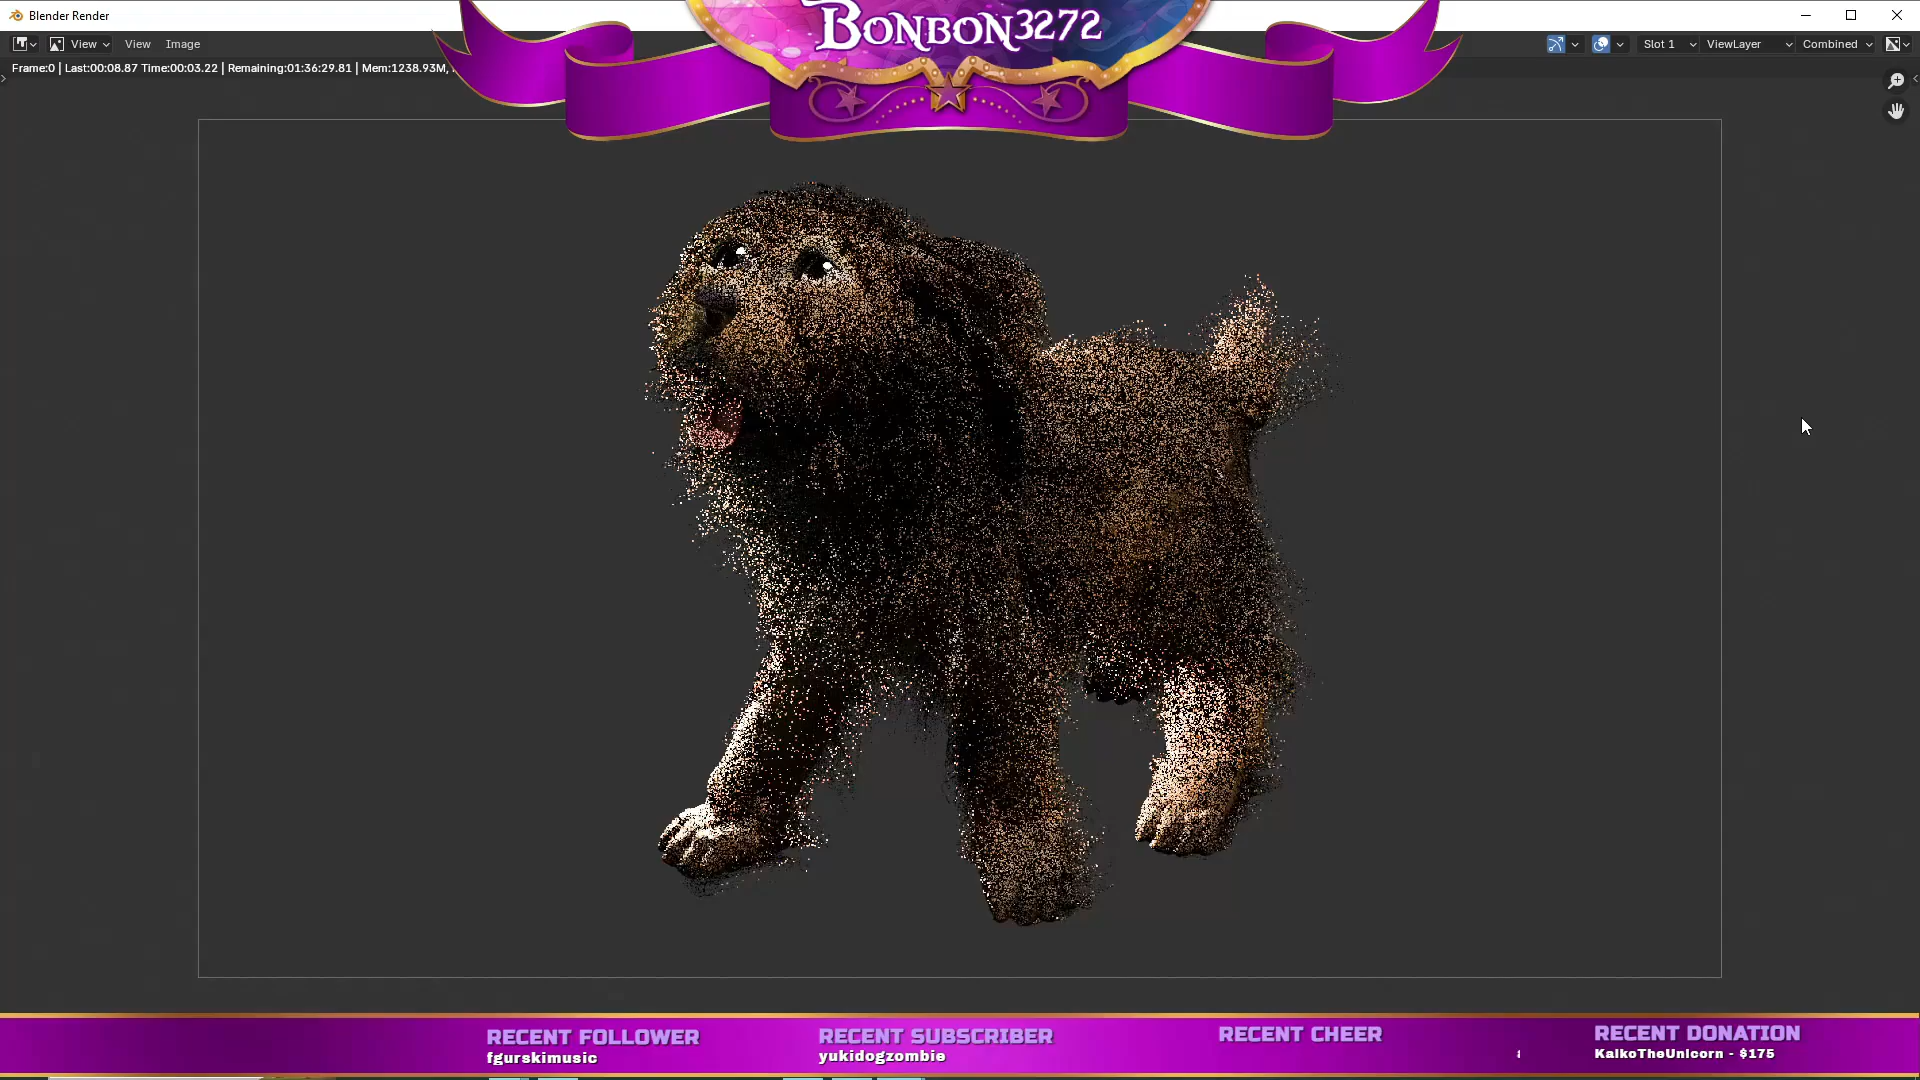 Blender Render
BONBON3272
View View Image
Slot 1 ViewLayer Combined
Frame:0 | Last:00:08.87 Time:00:03.22 | Remaining:01:36:29.81 | Mem:1238.93M,
RECENT FOLLOWER
fgurskimusic
RECENT SUBSCRIBER
yukidogzombie
RECENT CHEER
RECENT DONATION
KaikoTheUnicorn - $175